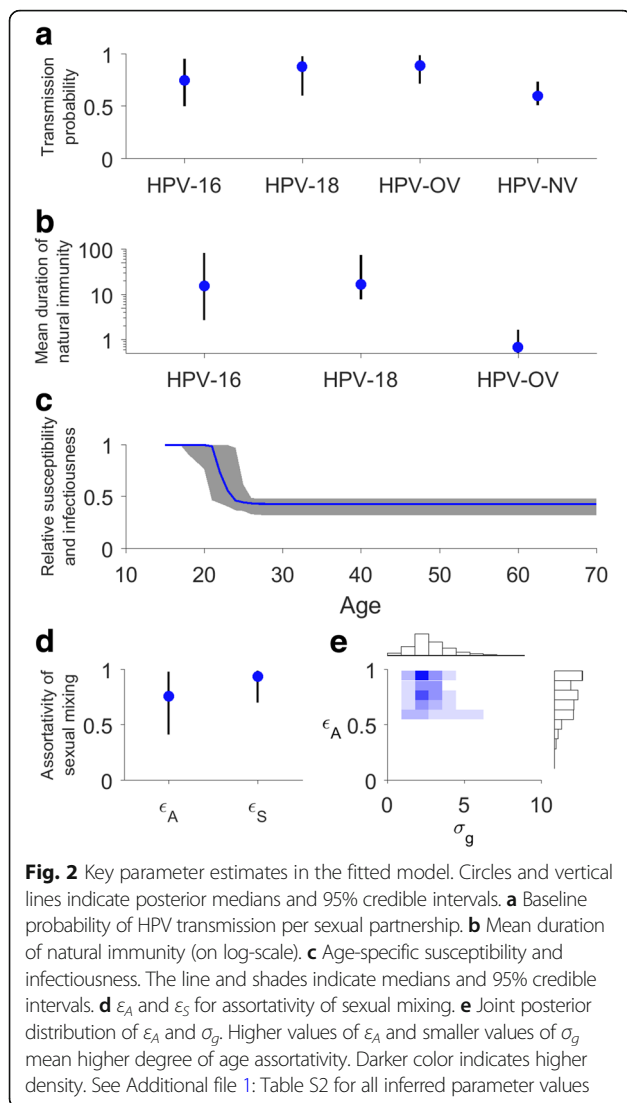 a
Transmission
probability
1
0.5
0
HPV-16 HPV-18 HPV-OV HPV-NV
b
Mean duration of
natural immunity
100
10
1
HPV-16 HPV-18 HPV-OV
c
Relative susceptibility
and infectiousness
1
0.5
0
10 20 30 40 50 60 70
Age
d
Assortativity of
sexual mixing
1
0.5
0
ϵA ϵS
e
1
ϵA 0.5
0
0 5 10
σg
Fig. 2 Key parameter estimates in the fitted model. Circles and vertical
lines indicate posterior medians and 95% credible intervals. a Baseline
probability of HPV transmission per sexual partnership. b Mean duration
of natural immunity (on log-scale). c Age-specific susceptibility and
infectiousness. The line and shades indicate medians and 95% credible
intervals. d εA and εS for assortativity of sexual mixing. e Joint posterior
distribution of εA and σg. Higher values of εA and smaller values of σg
mean higher degree of age assortativity. Darker color indicates higher
density. See Additional file 1: Table S2 for all inferred parameter values